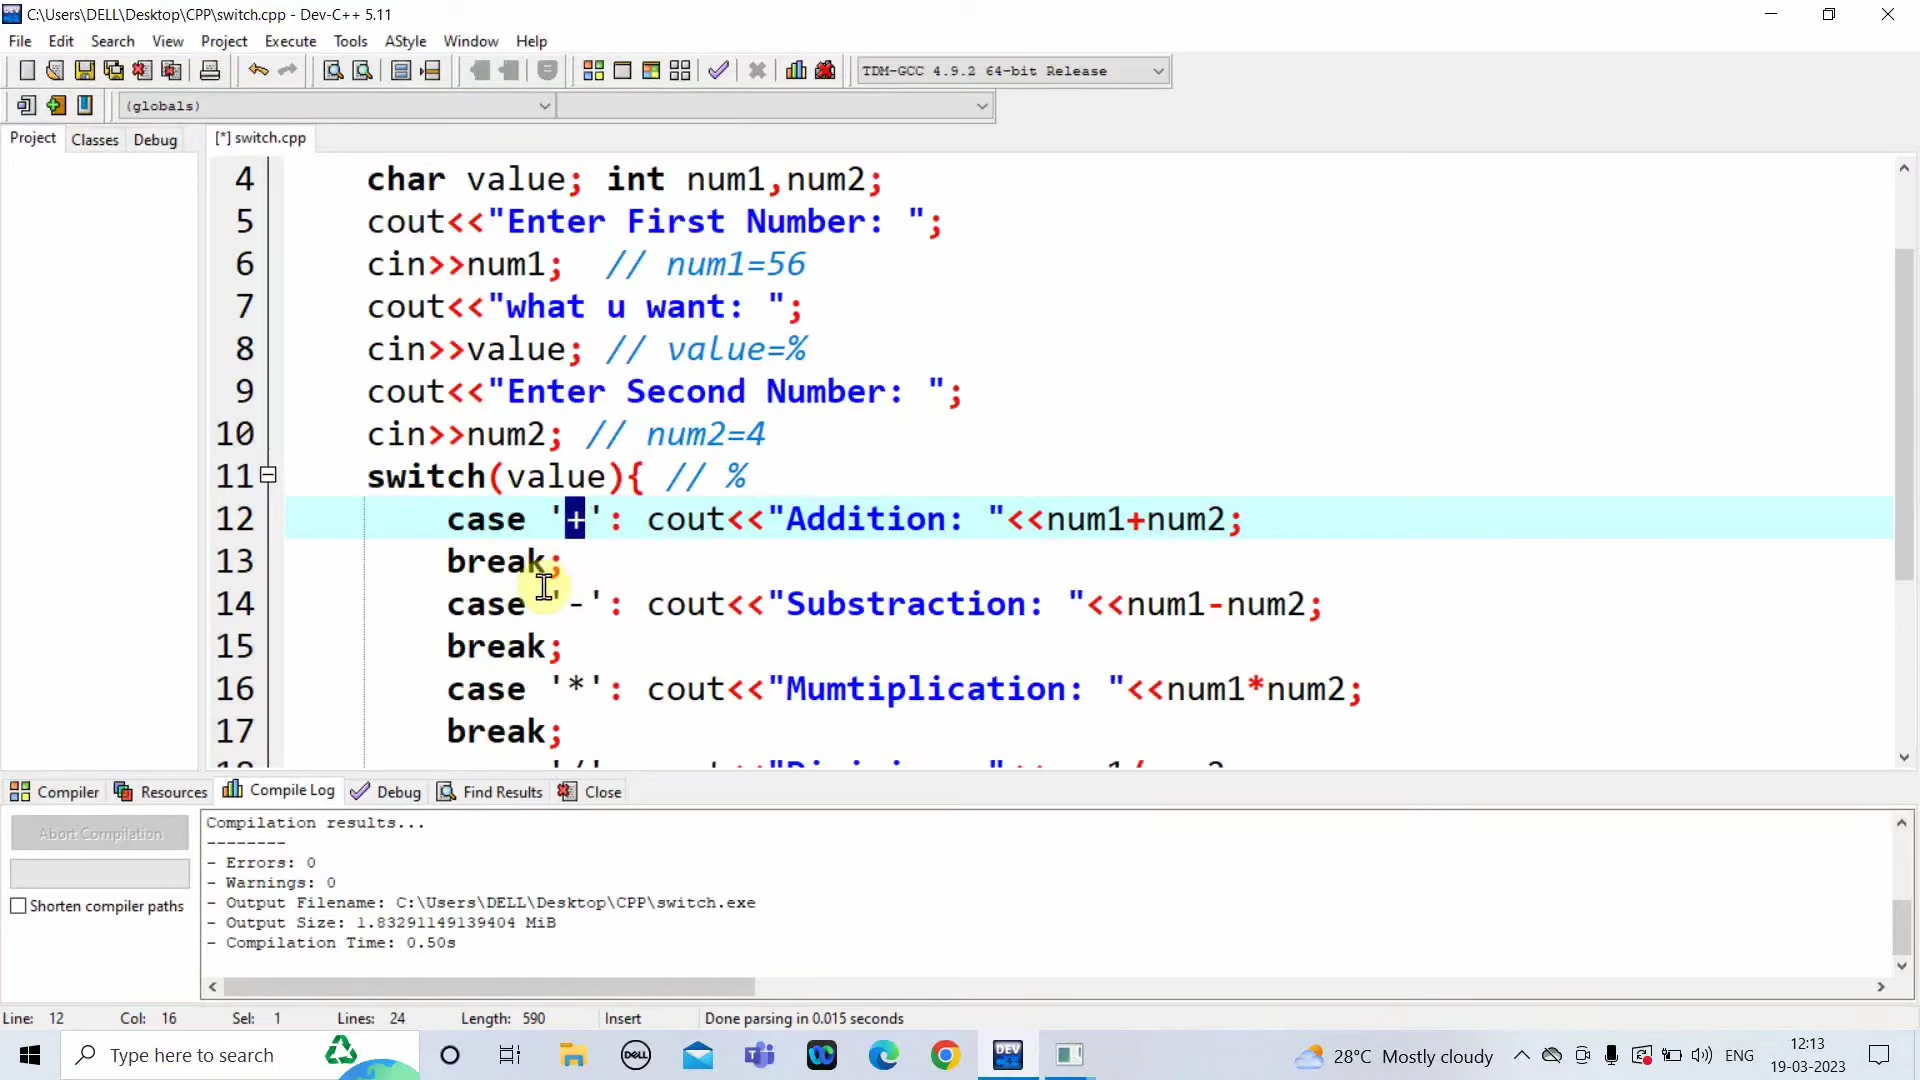 C:\Users\DELL\Desktop\CPP\switch.cpp - Dev-C++ 5.11
File Edit Search View Project Execute Tools AStyle Window Help
TDM-GCC 4.9.2 64-bit Release
(globals)
Project Classes Debug [*] switch.cpp
4 char value; int num1,num2;
5 cout<<"Enter First Number: ";
6 cin>>num1; // num1=56
7 cout<<"what u want: ";
8 cin>>value; // value=%
9 cout<<"Enter Second Number: ";
10 cin>>num2; // num2=4
11 switch(value){ // %
12 case '+': cout<<"Addition: "<<num1+num2;
13 break;
14 case '-': cout<<"Substraction: "<<num1-num2;
15 break;
16 case '*': cout<<"Mumtiplication: "<<num1*num2;
17 break;
Compiler Resources Compile Log Debug Find Results Close
Abort Compilation
Shorten compiler paths
Compilation results...
--------
- Errors: 0
- Warnings: 0
- Output Filename: C:\Users\DELL\Desktop\CPP\switch.exe
- Output Size: 1.83291149139404 MiB
- Compilation Time: 0.50s
Line: 12 Col: 16 Sel: 1 Lines: 24 Length: 590 Insert Done parsing in 0.015 seconds
Type here to search
DELL
DEV
28°C Mostly cloudy
ENG
12:13
19-03-2023